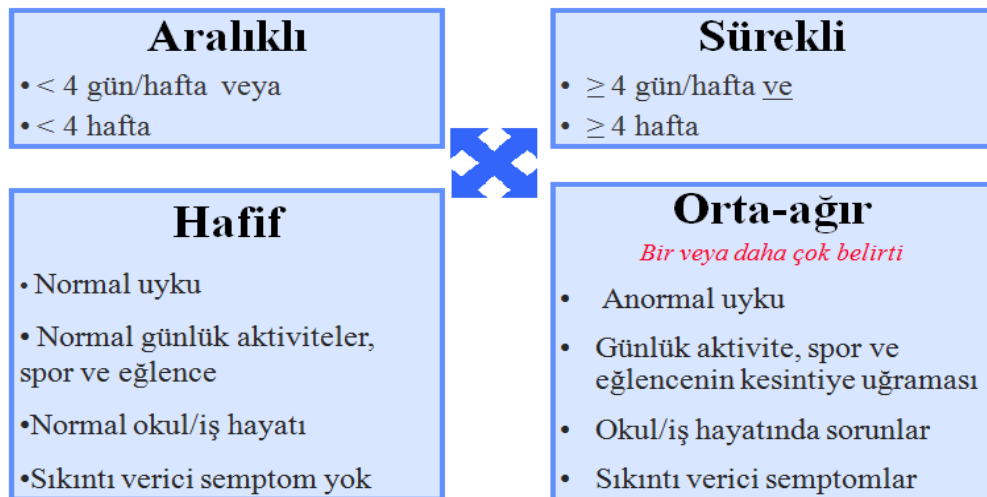 Aralıklı
• < 4 gün/hafta veya
• < 4 hafta
Sürekli
• ≥ 4 gün/hafta ve
• ≥ 4 hafta
Hafif
• Normal uyku
• Normal günlük aktiviteler,
spor ve eğlence
•Normal okul/iş hayatı
•Sıkıntı verici semptom yok
Orta-ağır
Bir veya daha çok belirti
• Anormal uyku
• Günlük aktivite, spor ve
eğlencenin kesintiye uğraması
• Okul/iş hayatında sorunlar
• Sıkıntı verici semptomlar